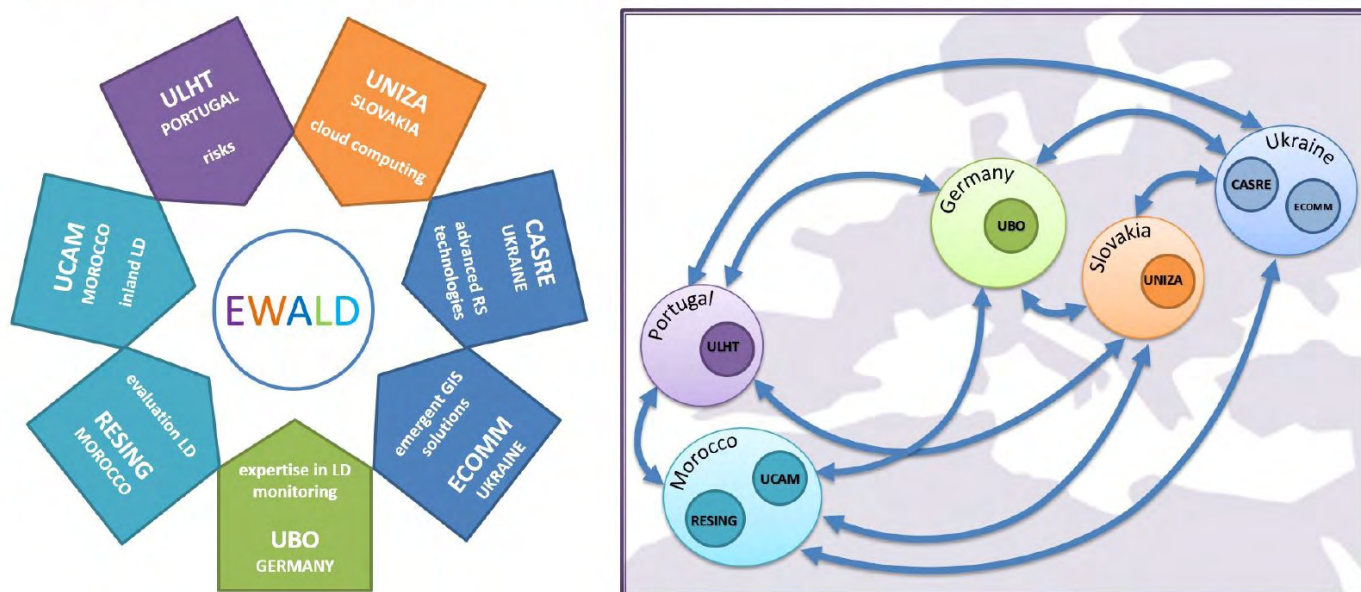 ULHT
PORTUGAL
risks
UNIZA
SLOVAKIA
cloud computing
UCAM
MOROCCO
inland LD
CASRE
UKRAINE
advanced RS
technologies
EWALD
evaluation LD
RESING
MOROCCO
emergent GIS
solutions
ECOMM
UKRAINE
expertise in LD
monitoring
UBO
GERMANY
Ukraine
CASRE
ECOMM
Germany
UBO
Slovakia
UNIZA
Portugal
ULHT
Morocco
UCAM
RESING